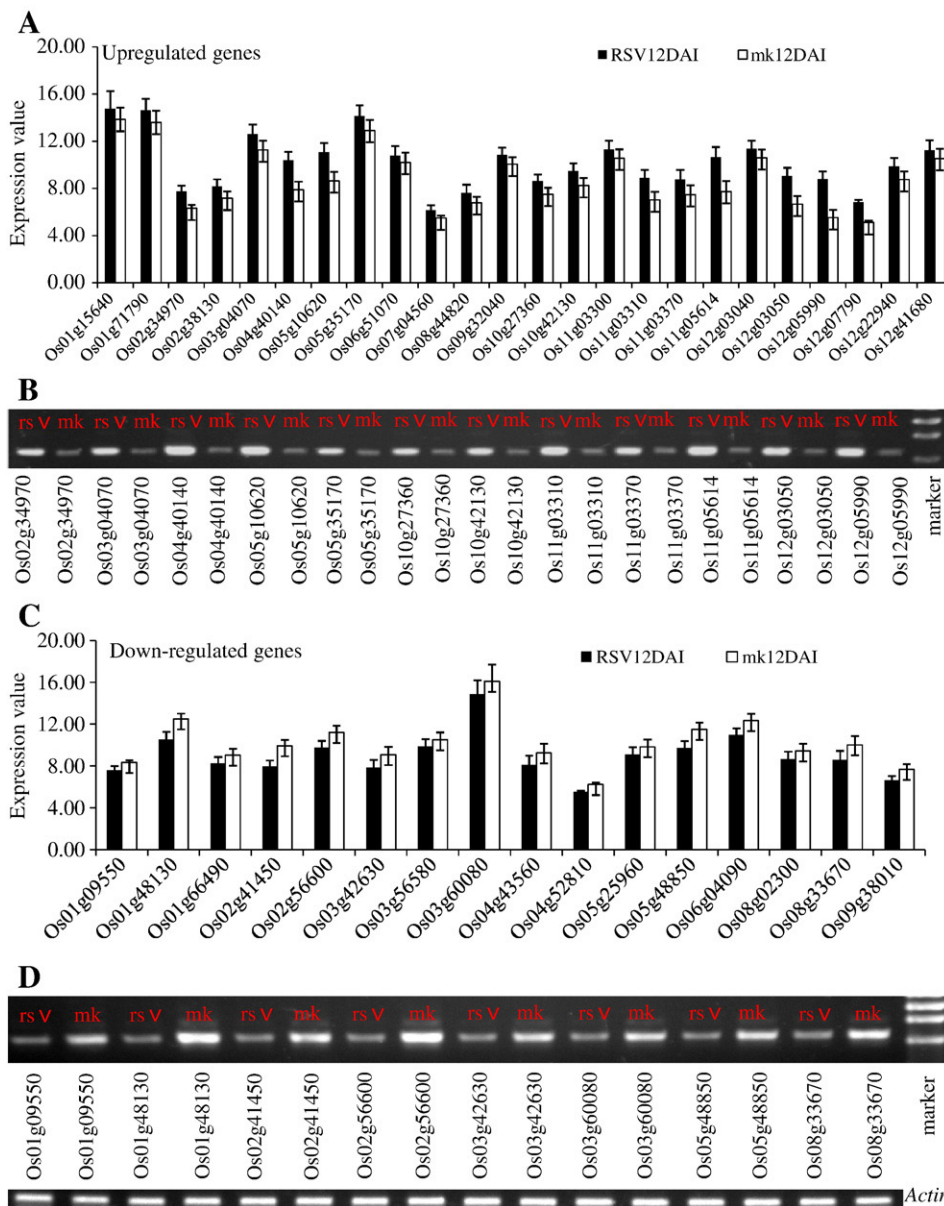 A
Upregulated genes
RSV12DAI
mk12DAI
Expression value
20.00
16.00
12.00
8.00
4.00
0.00
Os01g15640
Os01g71790
Os02g34970
Os02g38130
Os03g04070
Os04g40140
Os05g10620
Os05g35170
Os06g51070
Os07g04560
Os08g44820
Os09g32040
Os10g27360
Os10g42130
Os11g03300
Os11g03310
Os11g03370
Os11g05614
Os12g03040
Os12g03050
Os12g05990
Os12g07790
Os12g22940
Os12g41680
B
rs V mk rs V mk rs V mk rs V mk rs V mk rs V mk rs V mk rs V mk rs V mk rs V mk rs V mk rs V mk
Os02g34970
Os02g34970
Os03g04070
Os03g04070
Os04g40140
Os04g40140
Os05g10620
Os05g10620
Os05g35170
Os05g35170
Os10g27360
Os10g27360
Os10g42130
Os10g42130
Os11g03310
Os11g03310
Os11g03370
Os11g03370
Os11g05614
Os11g05614
Os12g03050
Os12g03050
Os12g05990
Os12g05990
marker
C
Down-regulated genes
RSV12DAI
mk12DAI
Expression value
20.00
16.00
12.00
8.00
4.00
0.00
Os01g09550
Os01g48130
Os01g66490
Os02g41450
Os02g56600
Os03g42630
Os03g56580
Os03g60080
Os04g43560
Os04g52810
Os05g25960
Os05g48850
Os06g04090
Os08g02300
Os08g33670
Os09g38010
D
rs V mk rs V mk rs V mk rs V mk rs V mk rs V mk rs V mk rs V mk
Os01g09550
Os01g09550
Os01g48130
Os01g48130
Os02g41450
Os02g41450
Os02g56600
Os02g56600
Os03g42630
Os03g42630
Os03g60080
Os03g60080
Os05g48850
Os05g48850
Os08g33670
Os08g33670
marker
Actin